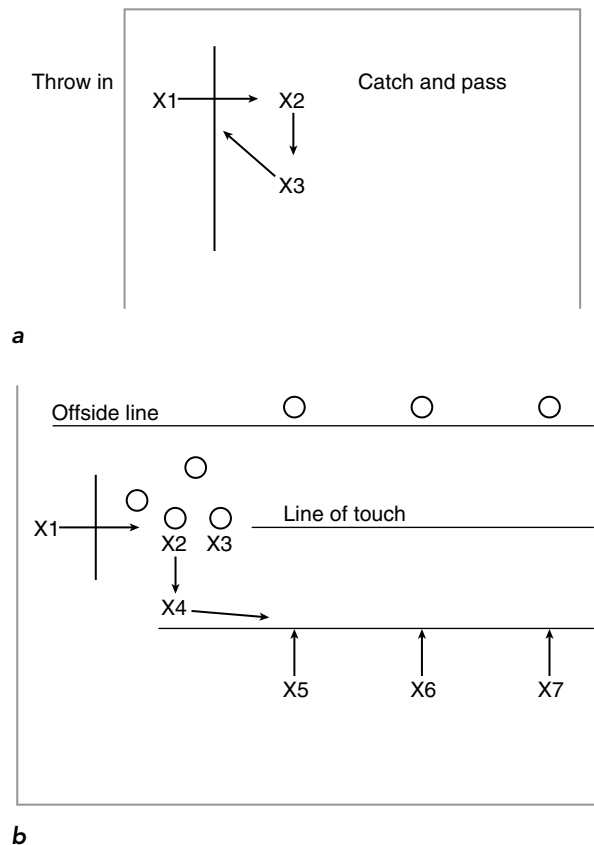 Throw in
Catch and pass
X1
X2
X3
a
Offside line
Line of touch
X1
X2
X3
X4
X5
X6
X7
b